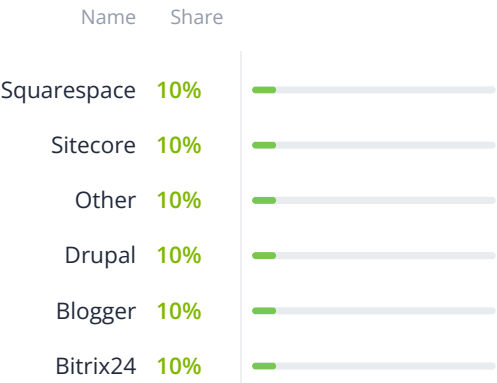 Name Share
Squarespace 10%
Sitecore 10%
Other 10%
Drupal 10%
Blogger 10%
Bitrix24 10%